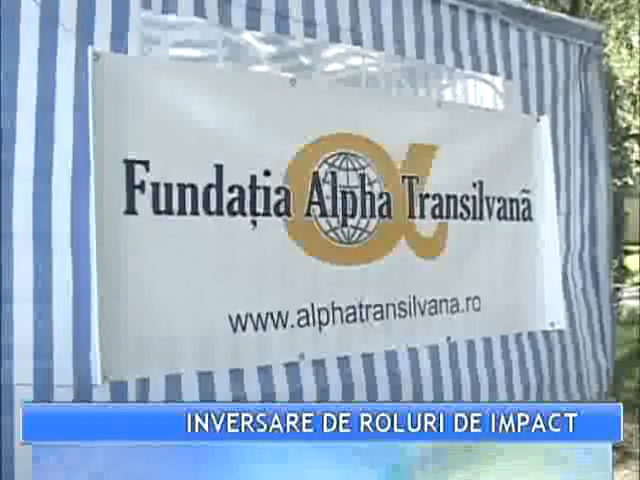 Fundația Alpha Transilvană
www.alphatransilvana.ro
INVERSARE DE ROLURI DE IMPACT